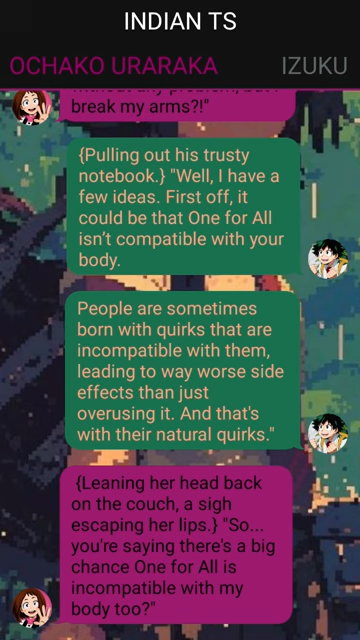 INDIAN TS
OCHAKO URARAKA
IZUKU
without any problem, but I
break my arms?!"
{Pulling out his trusty
notebook.} "Well, I have a
few ideas. First off, it
could be that One for All
isn’t compatible with your
body.
People are sometimes
born with quirks that are
incompatible with them,
leading to way worse side
effects than just
overusing it. And that's
with their natural quirks."
{Leaning her head back
on the couch, a sigh
escaping her lips.} "So...
you're saying there's a big
chance One for All is
incompatible with my
body too?"